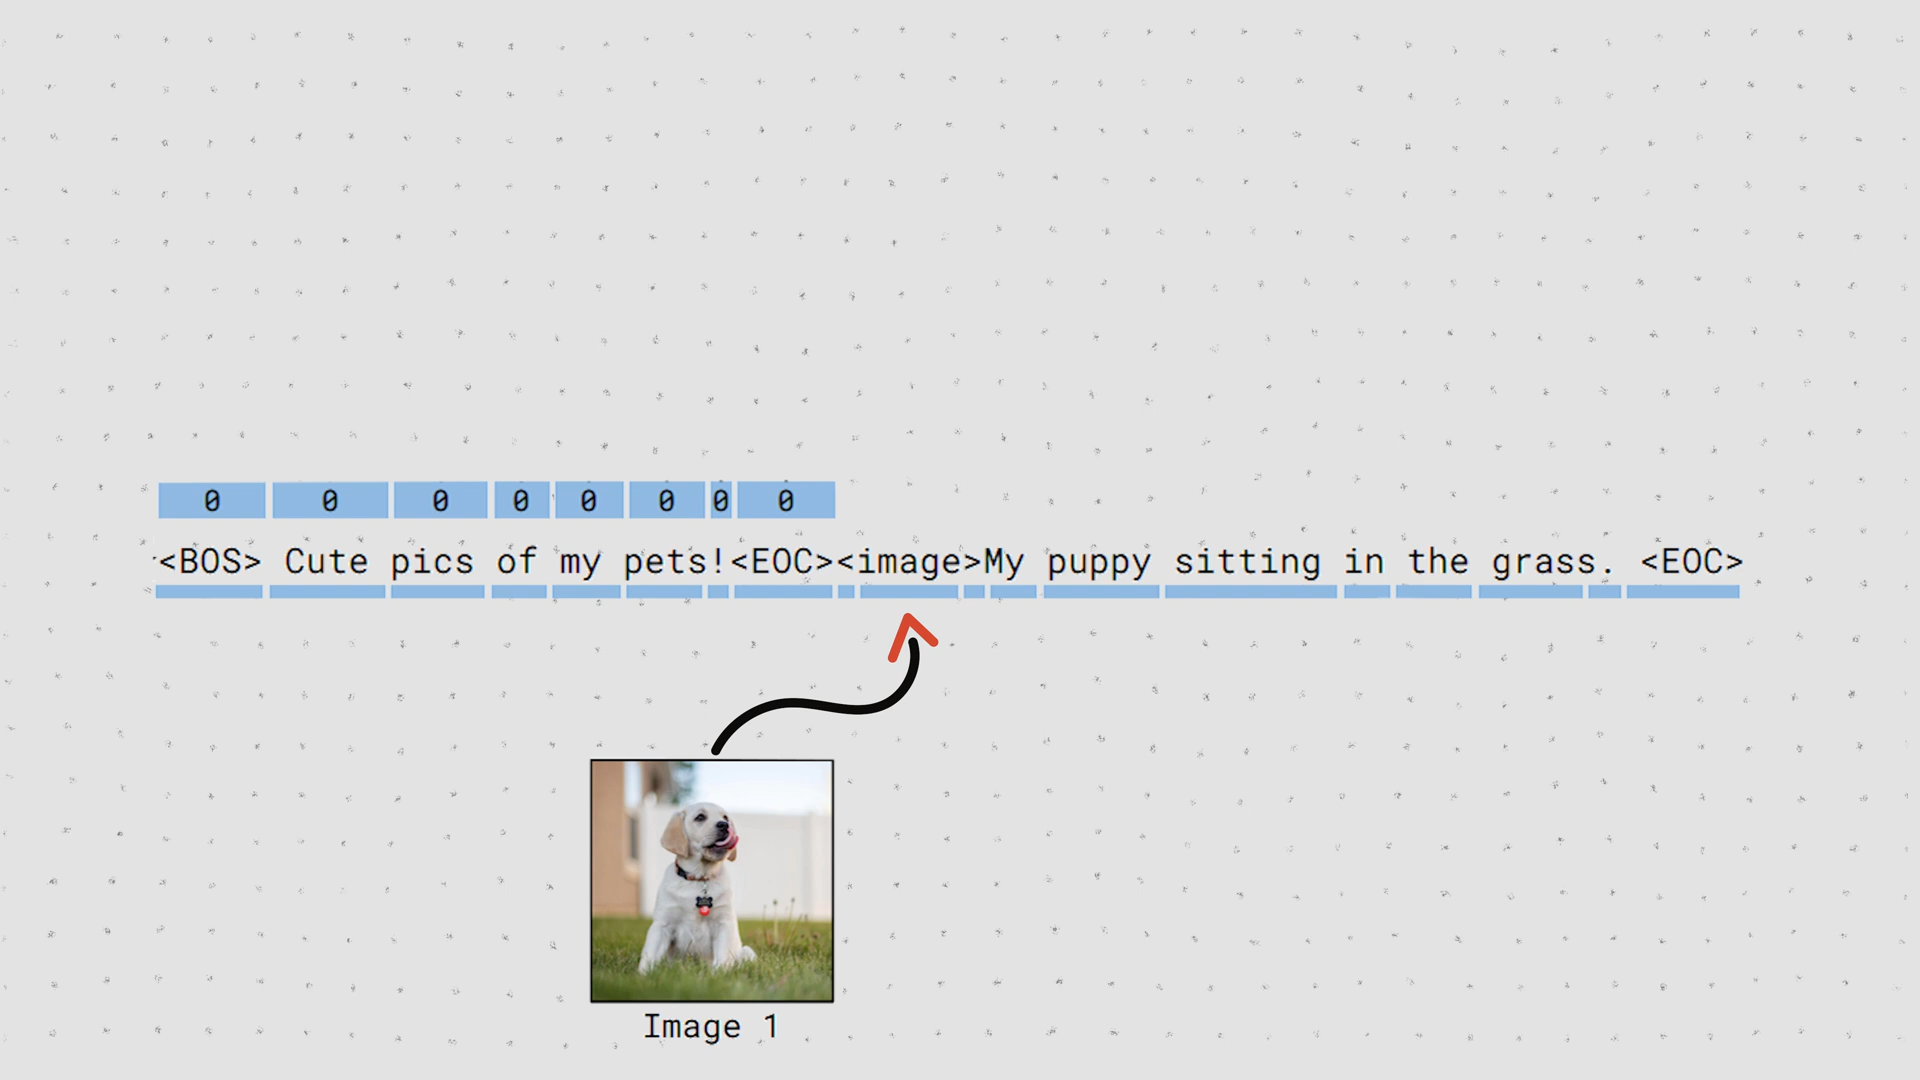 0 0 0 0 0 0 0 0
<BOS> Cute pics of my pets!<EOC><image>My puppy sitting in the grass. <EOC>
Image 1